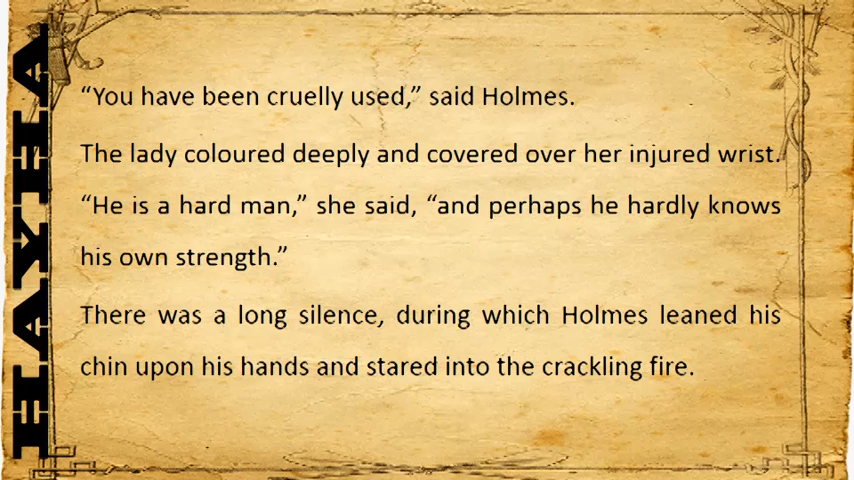 “You have been cruelly used,” said Holmes.
The lady coloured deeply and covered over her injured wrist.
“He is a hard man,” she said, “and perhaps he hardly knows
his own strength.”
There was a long silence, during which Holmes leaned his
chin upon his hands and stared into the crackling fire.
HAYHA